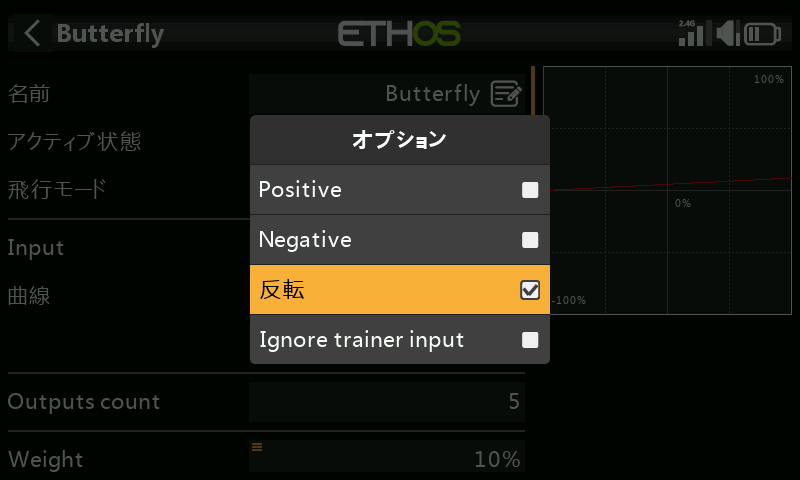 Butterfly
ETHOS
2.4G
名前
Butterfly
アクティブ状態
飛行モード
Input
曲線
オプション
Positive
Negative
反転
Ignore trainer input
100%
0%
-100%
Outputs count
5
Weight
10%